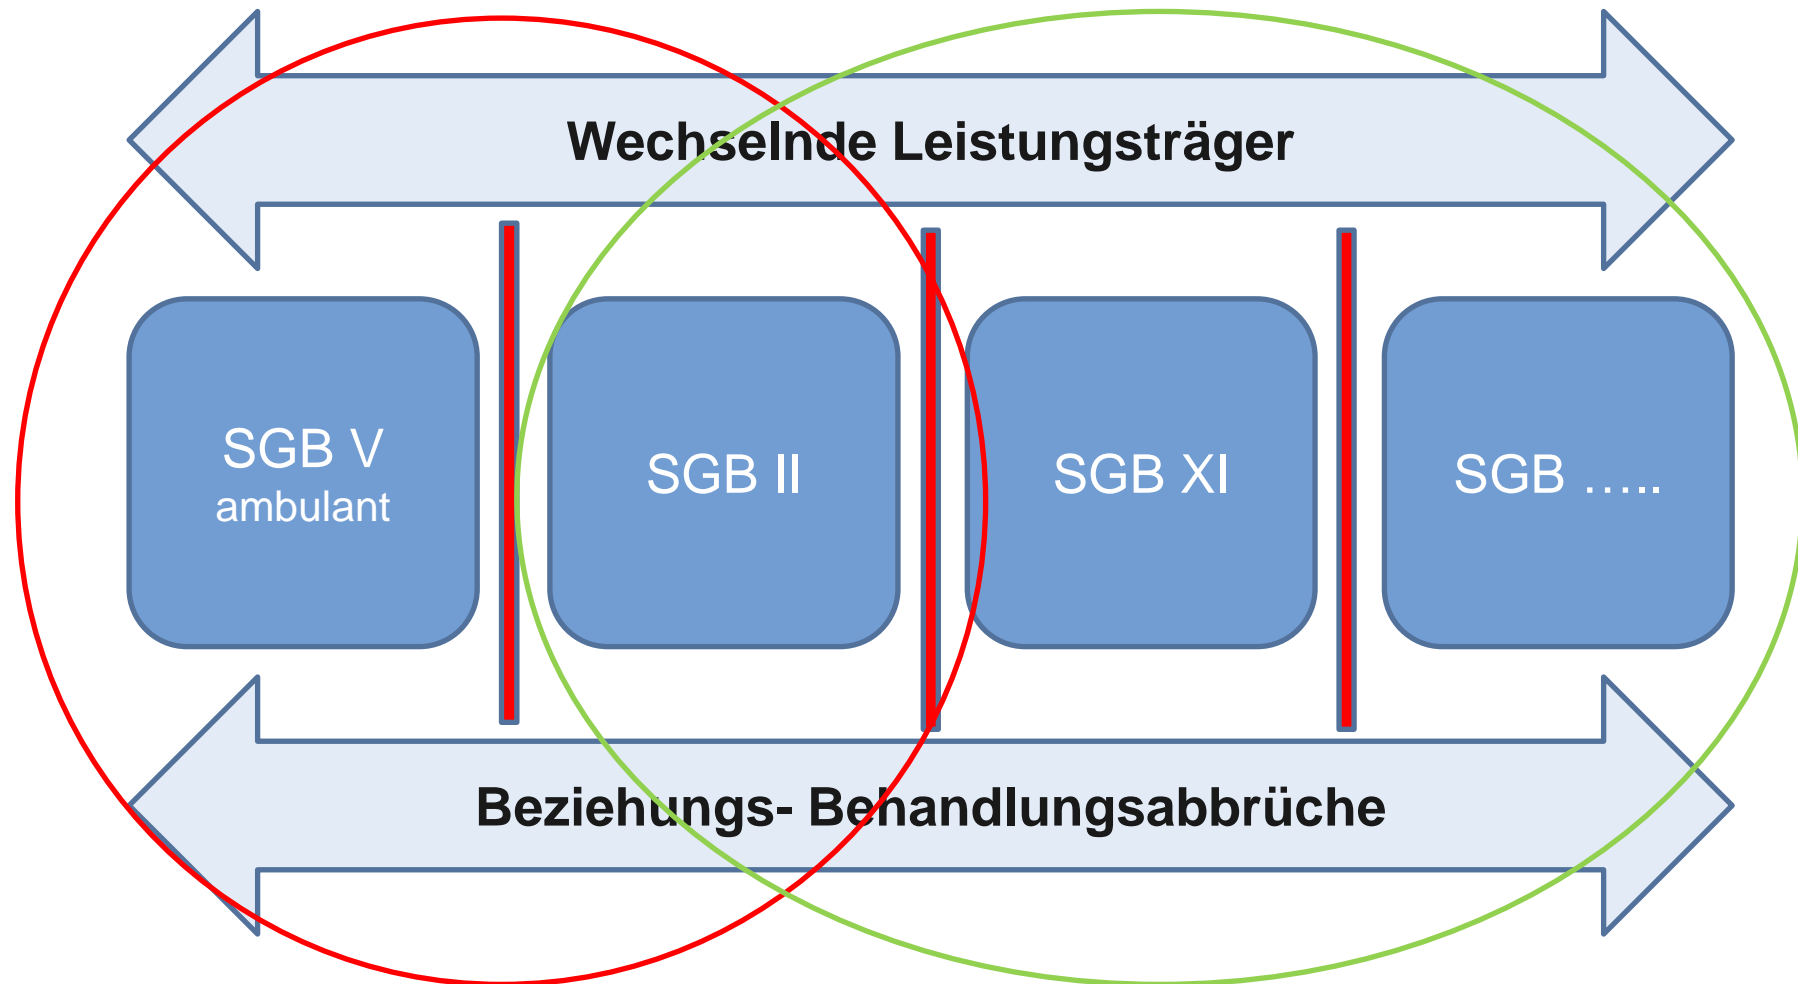 Wechselnde Leistungsträger
SGB V
ambulant
SGB II
SGB XI
SGB …..
Beziehungs- Behandlungsabbrüche